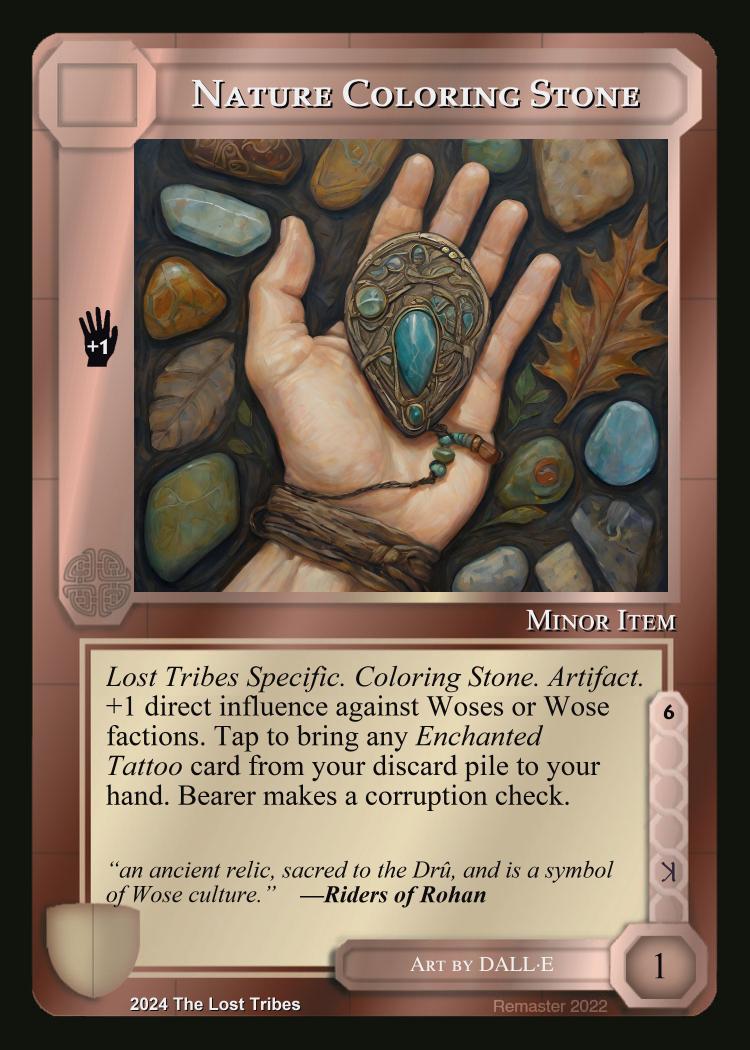 Nature Coloring Stone
+1
Minor Item
Lost Tribes Specific. Coloring Stone. Artifact.
+1 direct influence against Woses or Wose
factions. Tap to bring any Enchanted
Tattoo card from your discard pile to your
hand. Bearer makes a corruption check.
6
“an ancient relic, sacred to the Drû, and is a symbol
of Wose culture.” —Riders of Rohan
Art by DALL·E
1
2024 The Lost Tribes
Remaster 2022